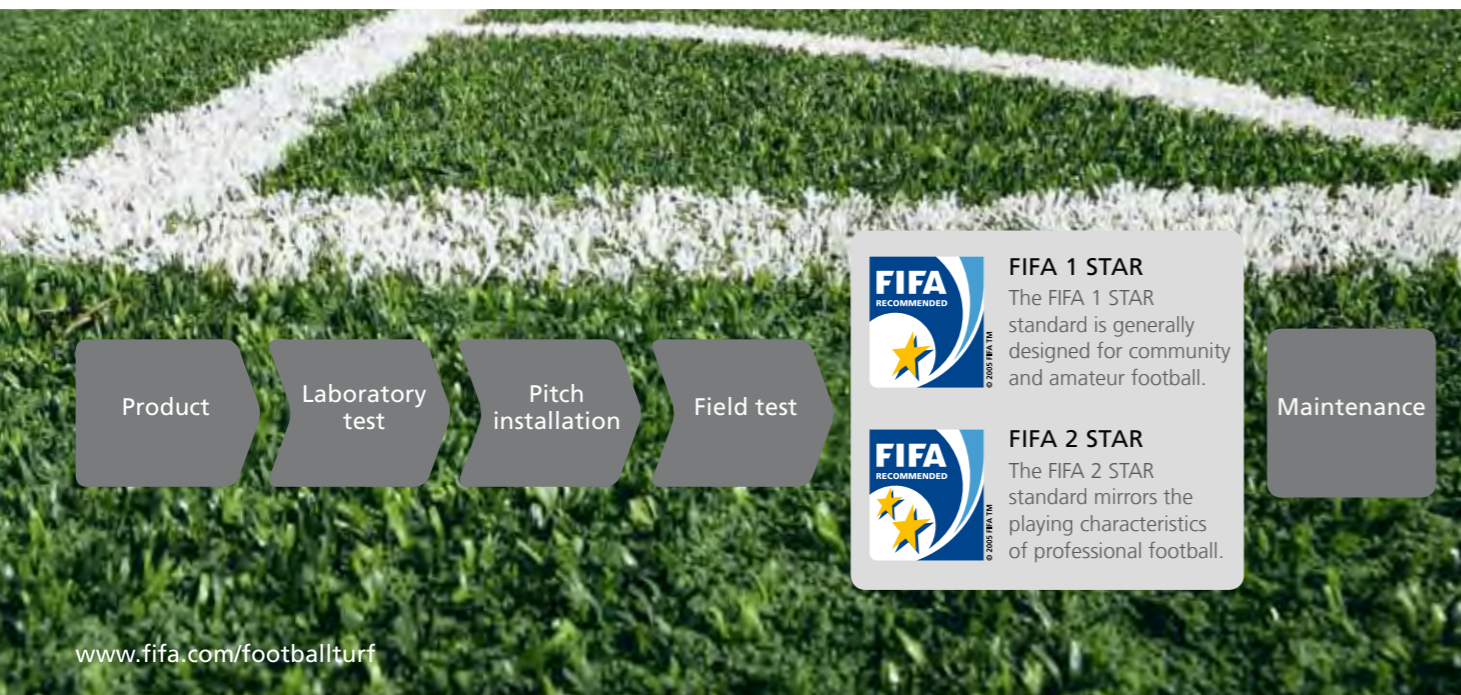 Product
Laboratory
test
Pitch
installation
Field test
FIFA
RECOMMENDED
© 2005 FIFA TM
FIFA 1 STAR
The FIFA 1 STAR
standard is generally
designed for community
and amateur football.
FIFA
RECOMMENDED
© 2005 FIFA TM
FIFA 2 STAR
The FIFA 2 STAR
standard mirrors the
playing characteristics
of professional football.
Maintenance
www.fifa.com/footballturf